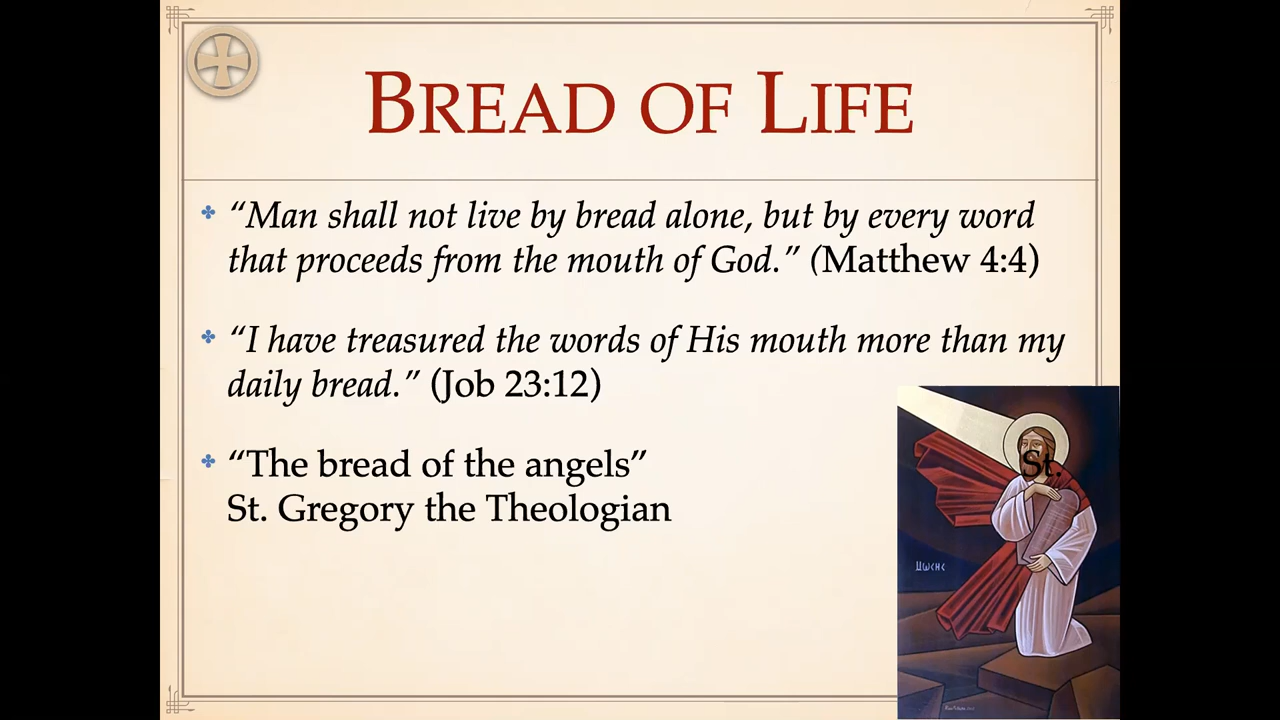 BREAD OF LIFE
“Man shall not live by bread alone, but by every word
that proceeds from the mouth of God.” (Matthew 4:4)
“I have treasured the words of His mouth more than my
daily bread.” (Job 23:12)
“The bread of the angels”
St.
St. Gregory the Theologian
ⲙⲱⲥⲏⲥ